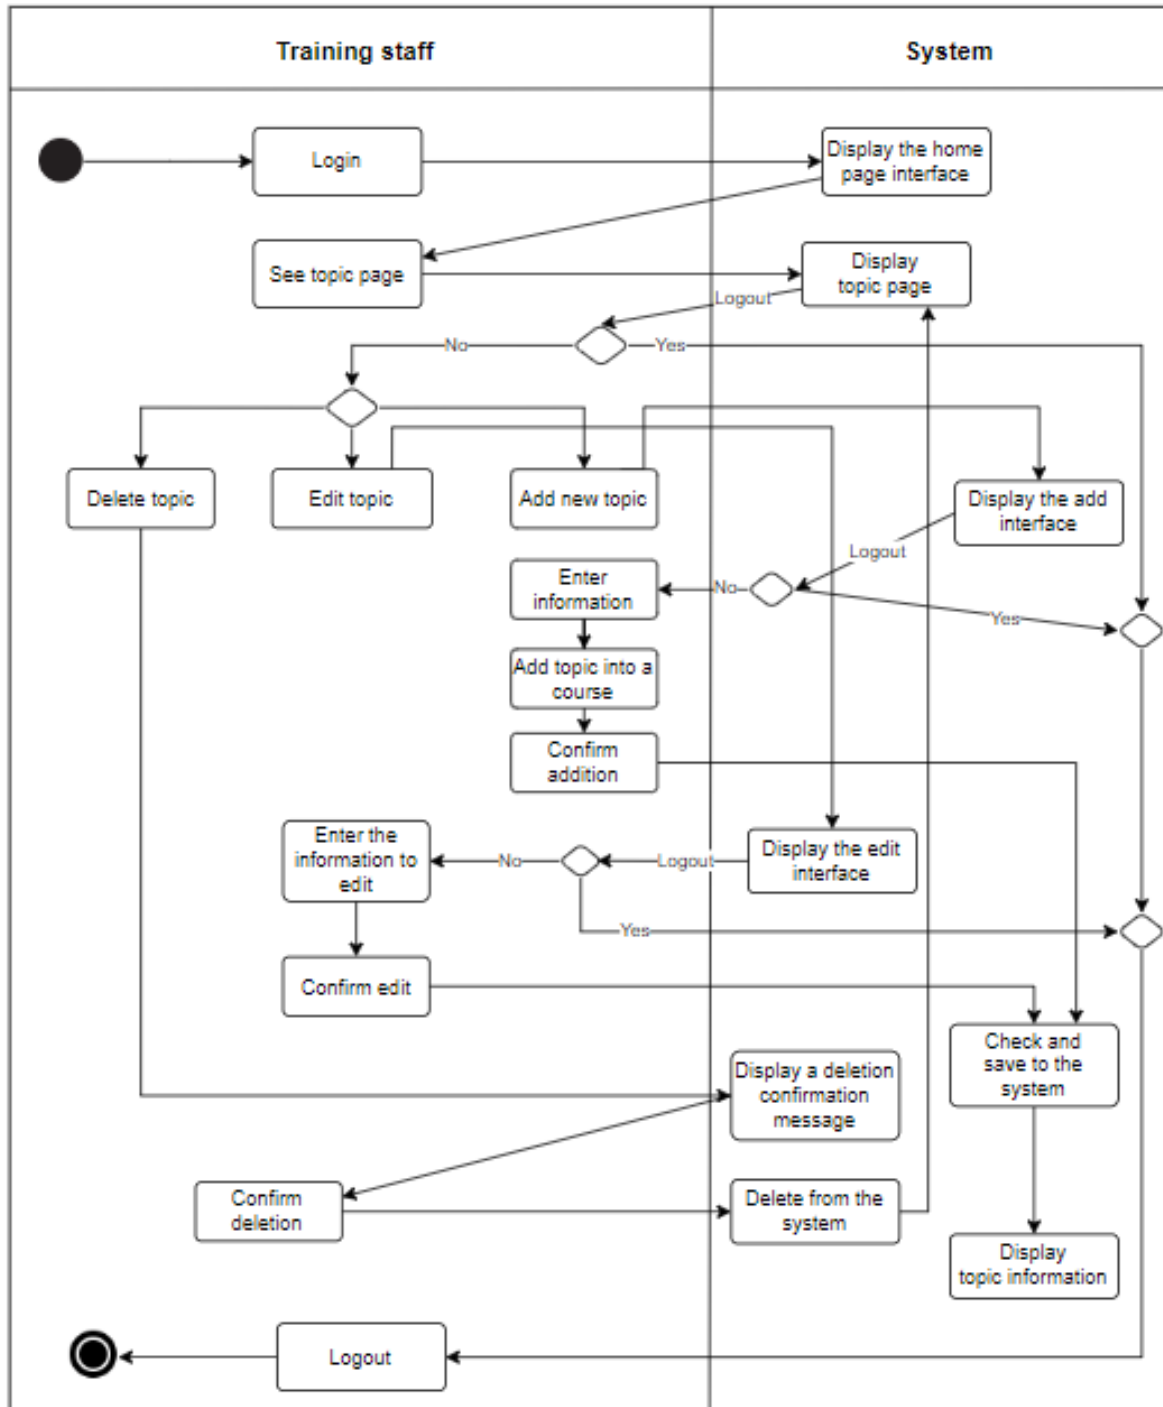 Training staff
System
Login
Display the home
page interface
See topic page
Display
topic page
Logout
No
Yes
Delete topic
Edit topic
Add new topic
Display the add
interface
Logout
Enter
information
No
Yes
Add topic into a
course
Confirm
addition
Enter the
information to
edit
No
Logout
Display the edit
interface
Yes
Confirm edit
Check and
save to the
system
Display a deletion
confirmation
message
Confirm
deletion
Delete from the
system
Display
topic information
Logout